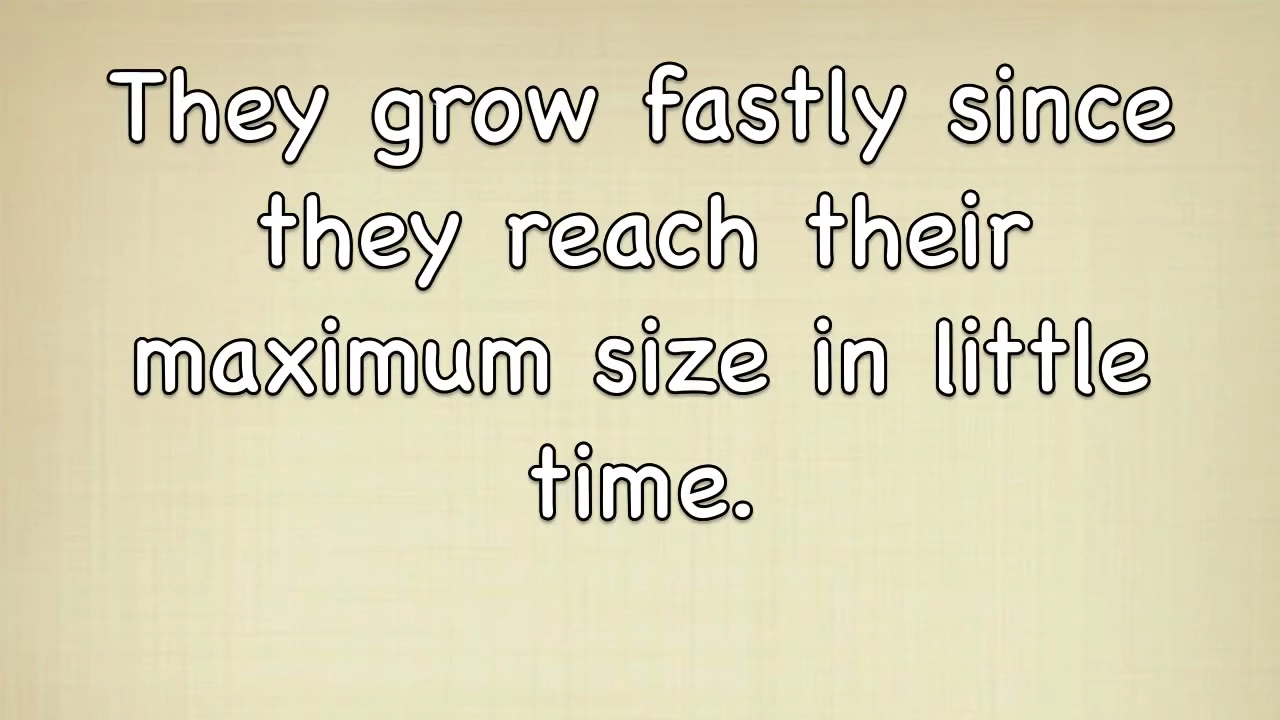 They grow fastly since
they reach their
maximum size in little
time.